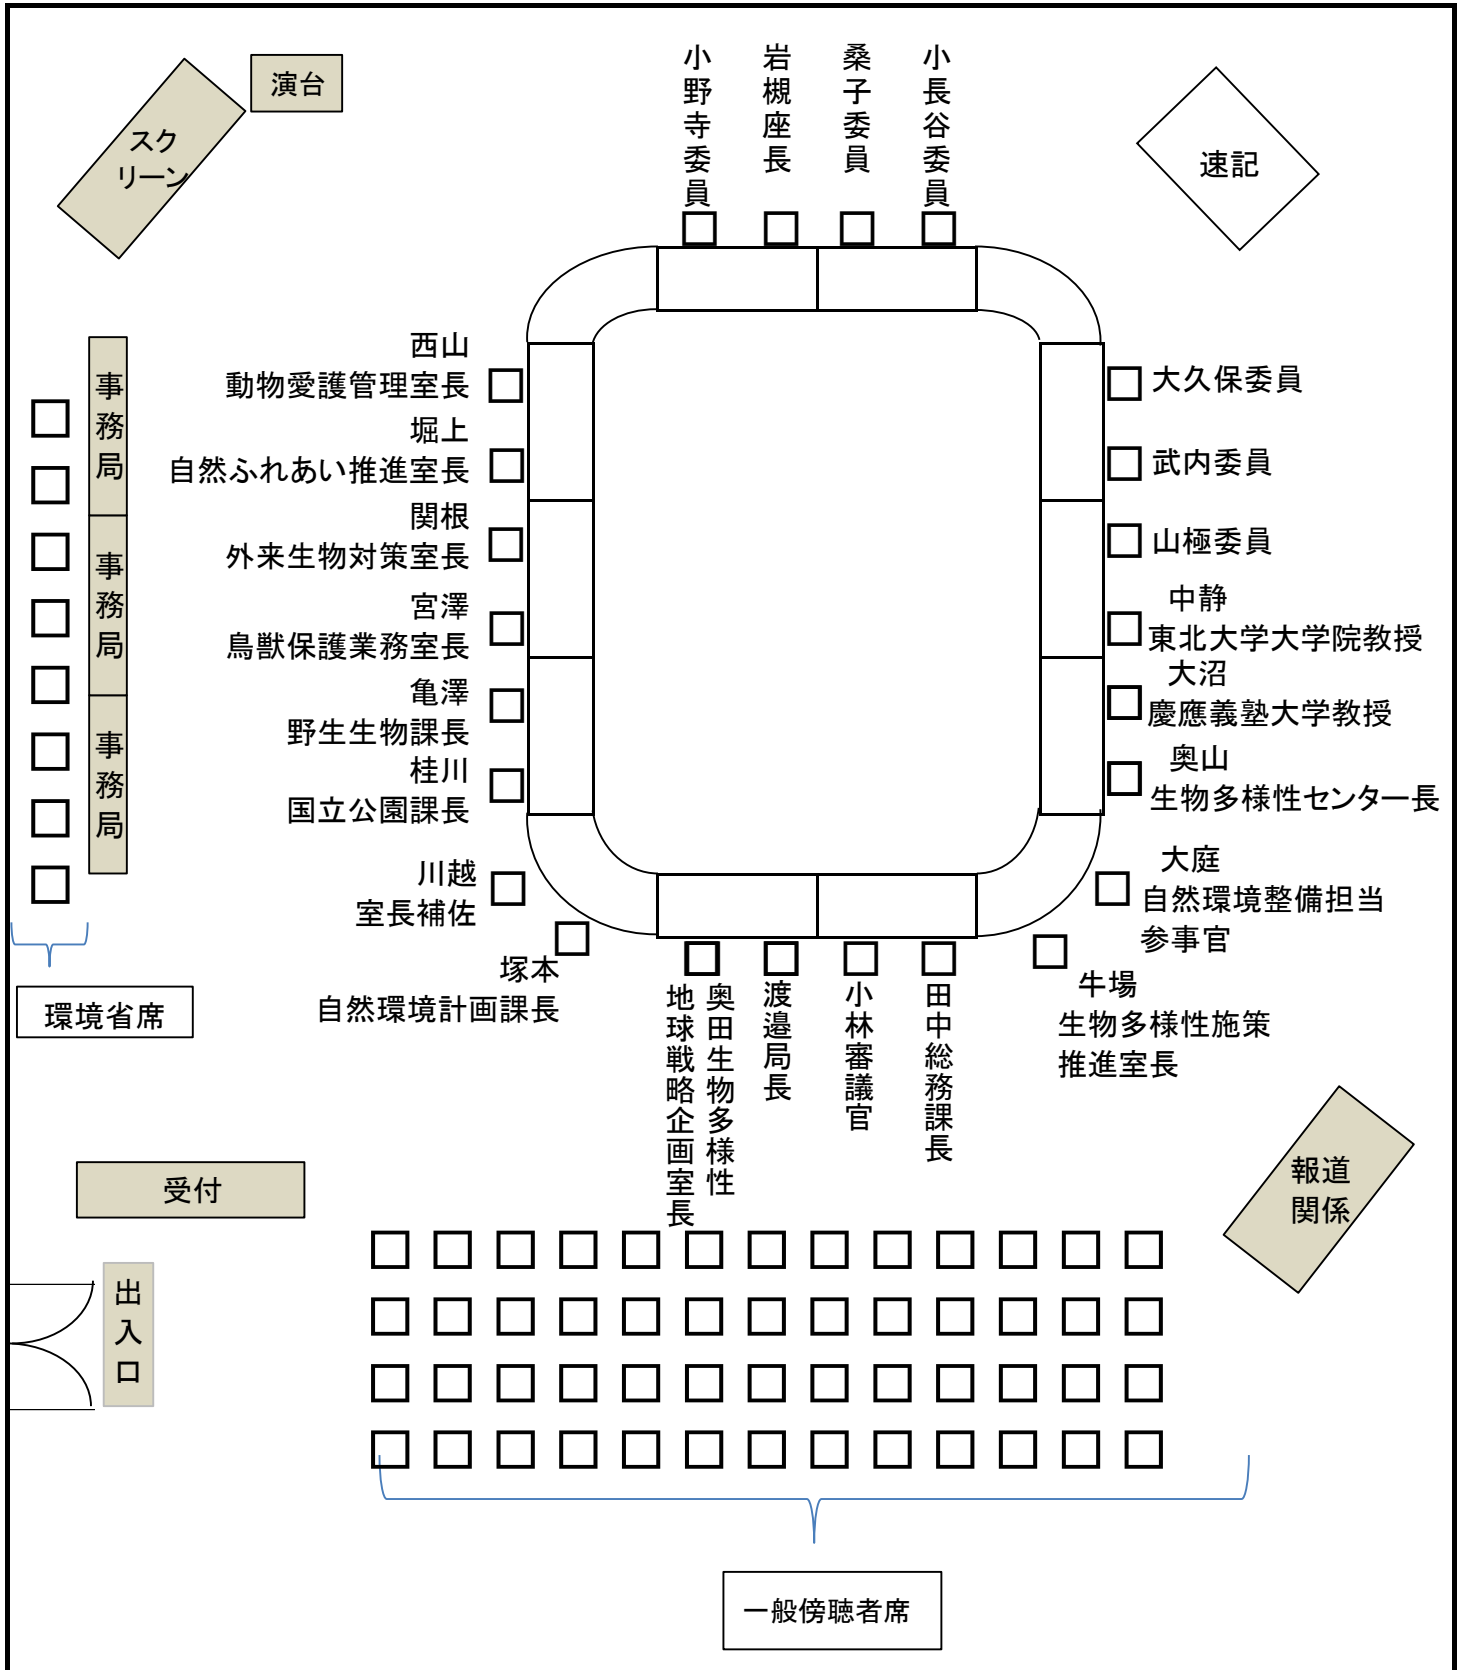 演台
スク
リーン
小野寺委員
岩槻座長
桑子委員
小長谷委員
速記
西山
動物愛護管理室長
堀上
自然ふれあい推進室長
関根
外来生物対策室長
宮澤
鳥獣保護業務室長
亀澤
野生生物課長
桂川
国立公園課長
川越
室長補佐
塚本
自然環境計画課長
事務局
事務局
事務局
環境省席
大久保委員
武内委員
山極委員
中静
東北大学大学院教授
大沼
慶應義塾大学教授
奥山
生物多様性センター長
大庭
自然環境整備担当
参事官
牛場
生物多様性施策
推進室長
奥田生物多様性
地球戦略企画室長
渡邉局長
小林審議官
田中総務課長
受付
出入口
報道
関係
一般傍聴者席